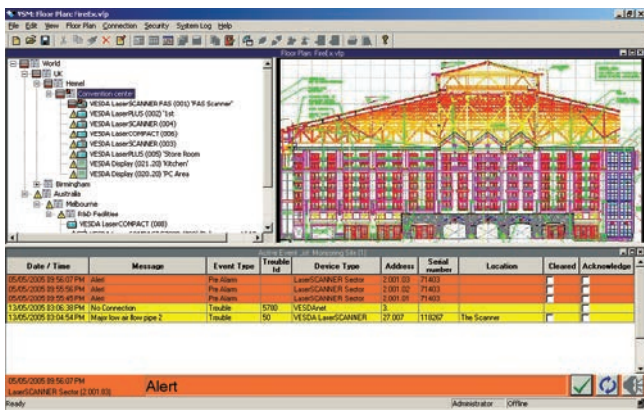 VSM: Floor Plan: FireEx.vfp
File Edit View Floor Plan Connection Security System Log Help
Floor Plan: FireEx.vfp
World
UK
Hemel
Convention center
VESDA LaserSCANNER FAS (001) 'FAS Scanner'
VESDA LaserPLUS (002) '1st
VESDA LaserSCANNER (004)
VESDA LaserCOMPACT (006)
VESDA LaserSCANNER (003)
VESDA LaserPLUS (005) 'Store Room
VESDA Display (021.20) 'Kitchen'
VESDA Display (020.20) 'PC Area
Birmingham
Australia
Melbourne
R&D Facilities
VESDA LaserCOMPACT (008)
Date / Time Message Event Type Trouble Id Device Type Address Serial number Location Cleared Acknowledge
05/05/2005 09:56:07 PM Alert Pre Alarm LaserSCANNER Sector 2.001.03 71403
05/05/2005 09:55:56 PM Alert Pre Alarm LaserSCANNER Sector 2.001.02 71403
05/05/2005 09:55:45 PM Alert Pre Alarm LaserSCANNER Sector 2.001.01 71403
13/05/2005 03:06:38 PM No Connection Trouble 5780 VESDAnet 3
13/05/2005 03:04:54 PM Major low air flow pipe 2 Trouble 50 VESDA LaserSCANNER 27.007 118267 The Scanner
05/05/2005 09:56:07 PM
LaserSCANNER Sector (2.001.03)
Alert
Ready Administrator Offline